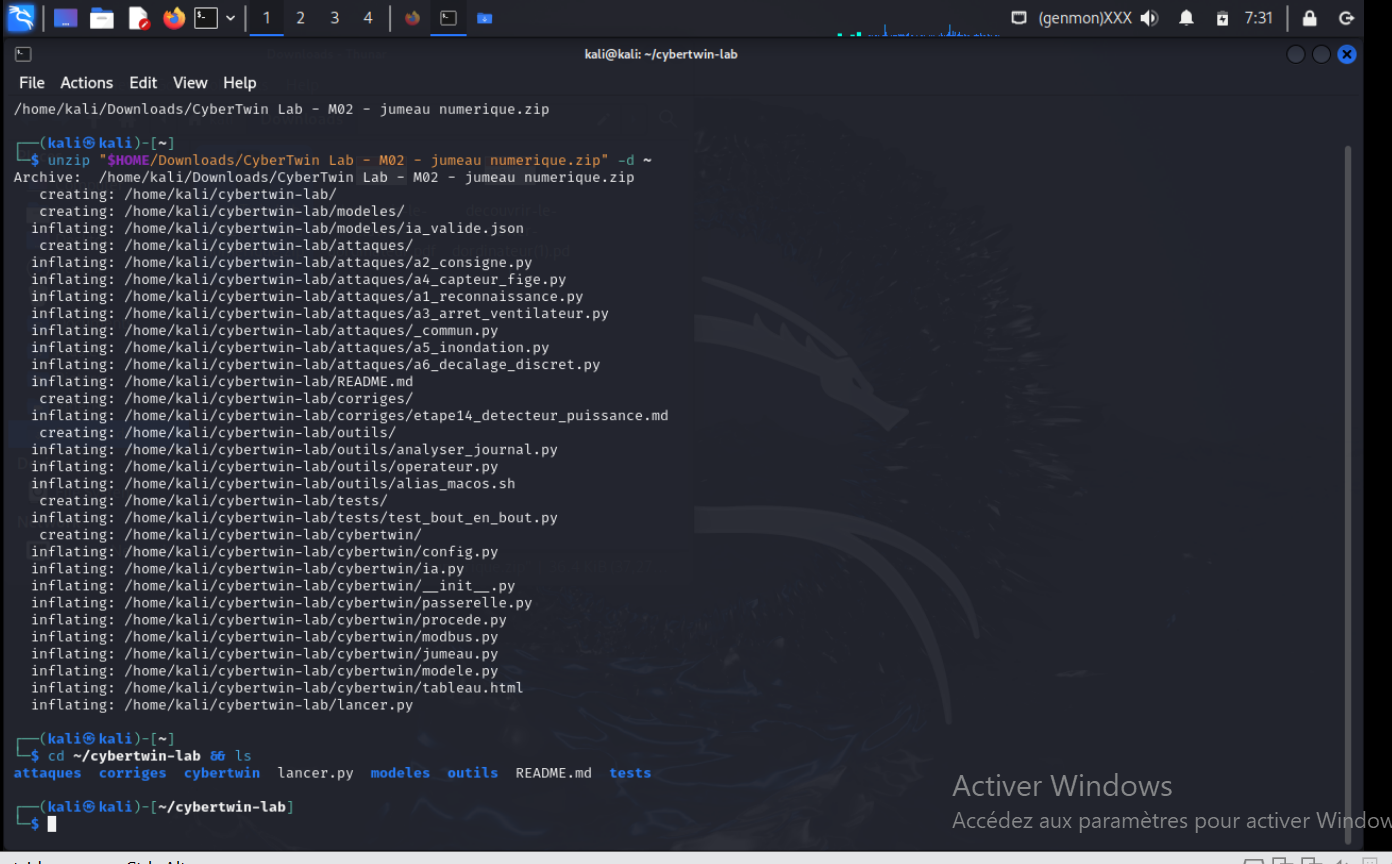 1 2 3 4 (genmon)XXX 7:31
kali@kali: ~/cybertwin-lab
File Actions Edit View Help
/home/kali/Downloads/CyberTwin Lab - M02 - jumeau numerique.zip
┌──(kali㉿kali)-[~]
└─$ unzip "$HOME/Downloads/CyberTwin Lab - M02 - jumeau numerique.zip" -d ~
Archive:  /home/kali/Downloads/CyberTwin Lab - M02 - jumeau numerique.zip
   creating: /home/kali/cybertwin-lab/
   creating: /home/kali/cybertwin-lab/modeles/
  inflating: /home/kali/cybertwin-lab/modeles/ia_valide.json
   creating: /home/kali/cybertwin-lab/attaques/
  inflating: /home/kali/cybertwin-lab/attaques/a2_consigne.py
  inflating: /home/kali/cybertwin-lab/attaques/a4_capteur_fige.py
  inflating: /home/kali/cybertwin-lab/attaques/a1_reconnaissance.py
  inflating: /home/kali/cybertwin-lab/attaques/a3_arret_ventilateur.py
  inflating: /home/kali/cybertwin-lab/attaques/_commun.py
  inflating: /home/kali/cybertwin-lab/attaques/a5_inondation.py
  inflating: /home/kali/cybertwin-lab/attaques/a6_decalage_discret.py
  inflating: /home/kali/cybertwin-lab/README.md
   creating: /home/kali/cybertwin-lab/corriges/
  inflating: /home/kali/cybertwin-lab/corriges/etape14_detecteur_puissance.md
   creating: /home/kali/cybertwin-lab/outils/
  inflating: /home/kali/cybertwin-lab/outils/analyser_journal.py
  inflating: /home/kali/cybertwin-lab/outils/operateur.py
  inflating: /home/kali/cybertwin-lab/outils/alias_macos.sh
   creating: /home/kali/cybertwin-lab/tests/
  inflating: /home/kali/cybertwin-lab/tests/test_bout_en_bout.py
   creating: /home/kali/cybertwin-lab/cybertwin/
  inflating: /home/kali/cybertwin-lab/cybertwin/config.py
  inflating: /home/kali/cybertwin-lab/cybertwin/ia.py
  inflating: /home/kali/cybertwin-lab/cybertwin/__init__.py
  inflating: /home/kali/cybertwin-lab/cybertwin/passerelle.py
  inflating: /home/kali/cybertwin-lab/cybertwin/procede.py
  inflating: /home/kali/cybertwin-lab/cybertwin/modbus.py
  inflating: /home/kali/cybertwin-lab/cybertwin/jumeau.py
  inflating: /home/kali/cybertwin-lab/cybertwin/modele.py
  inflating: /home/kali/cybertwin-lab/cybertwin/tableau.html
  inflating: /home/kali/cybertwin-lab/lancer.py
┌──(kali㉿kali)-[~]
└─$ cd ~/cybertwin-lab && ls
attaques  corriges  cybertwin  lancer.py  modeles  outils  README.md  tests
┌──(kali㉿kali)-[~/cybertwin-lab]
└─$
Activer Windows
Accédez aux paramètres pour activer Window